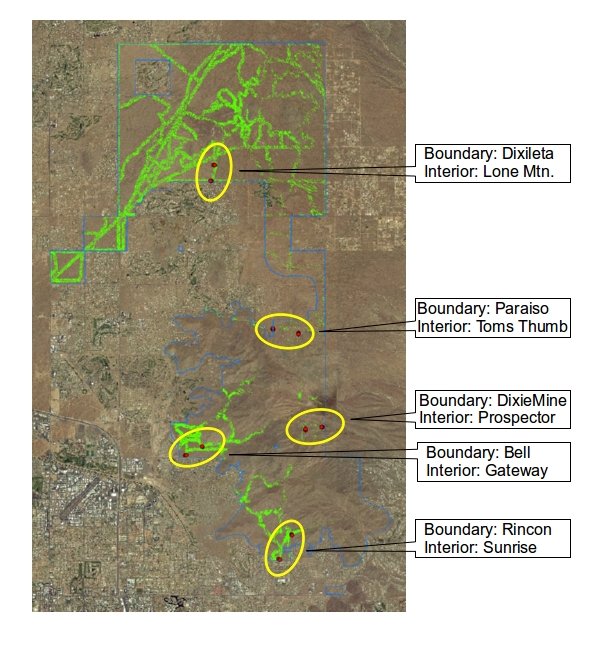 Boundary: Dixileta
Interior: Lone Mtn.
Boundary: Paraiso
Interior: Toms Thumb
Boundary: DixieMine
Interior: Prospector
Boundary: Bell
Interior: Gateway
Boundary: Rincon
Interior: Sunrise